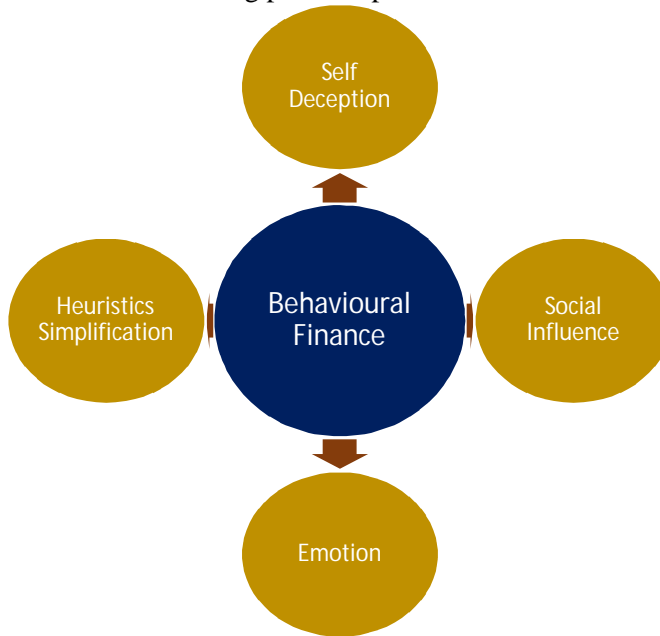 Self
Deception
Heuristics
Simplification
Behavioural
Finance
Social
Influence
Emotion